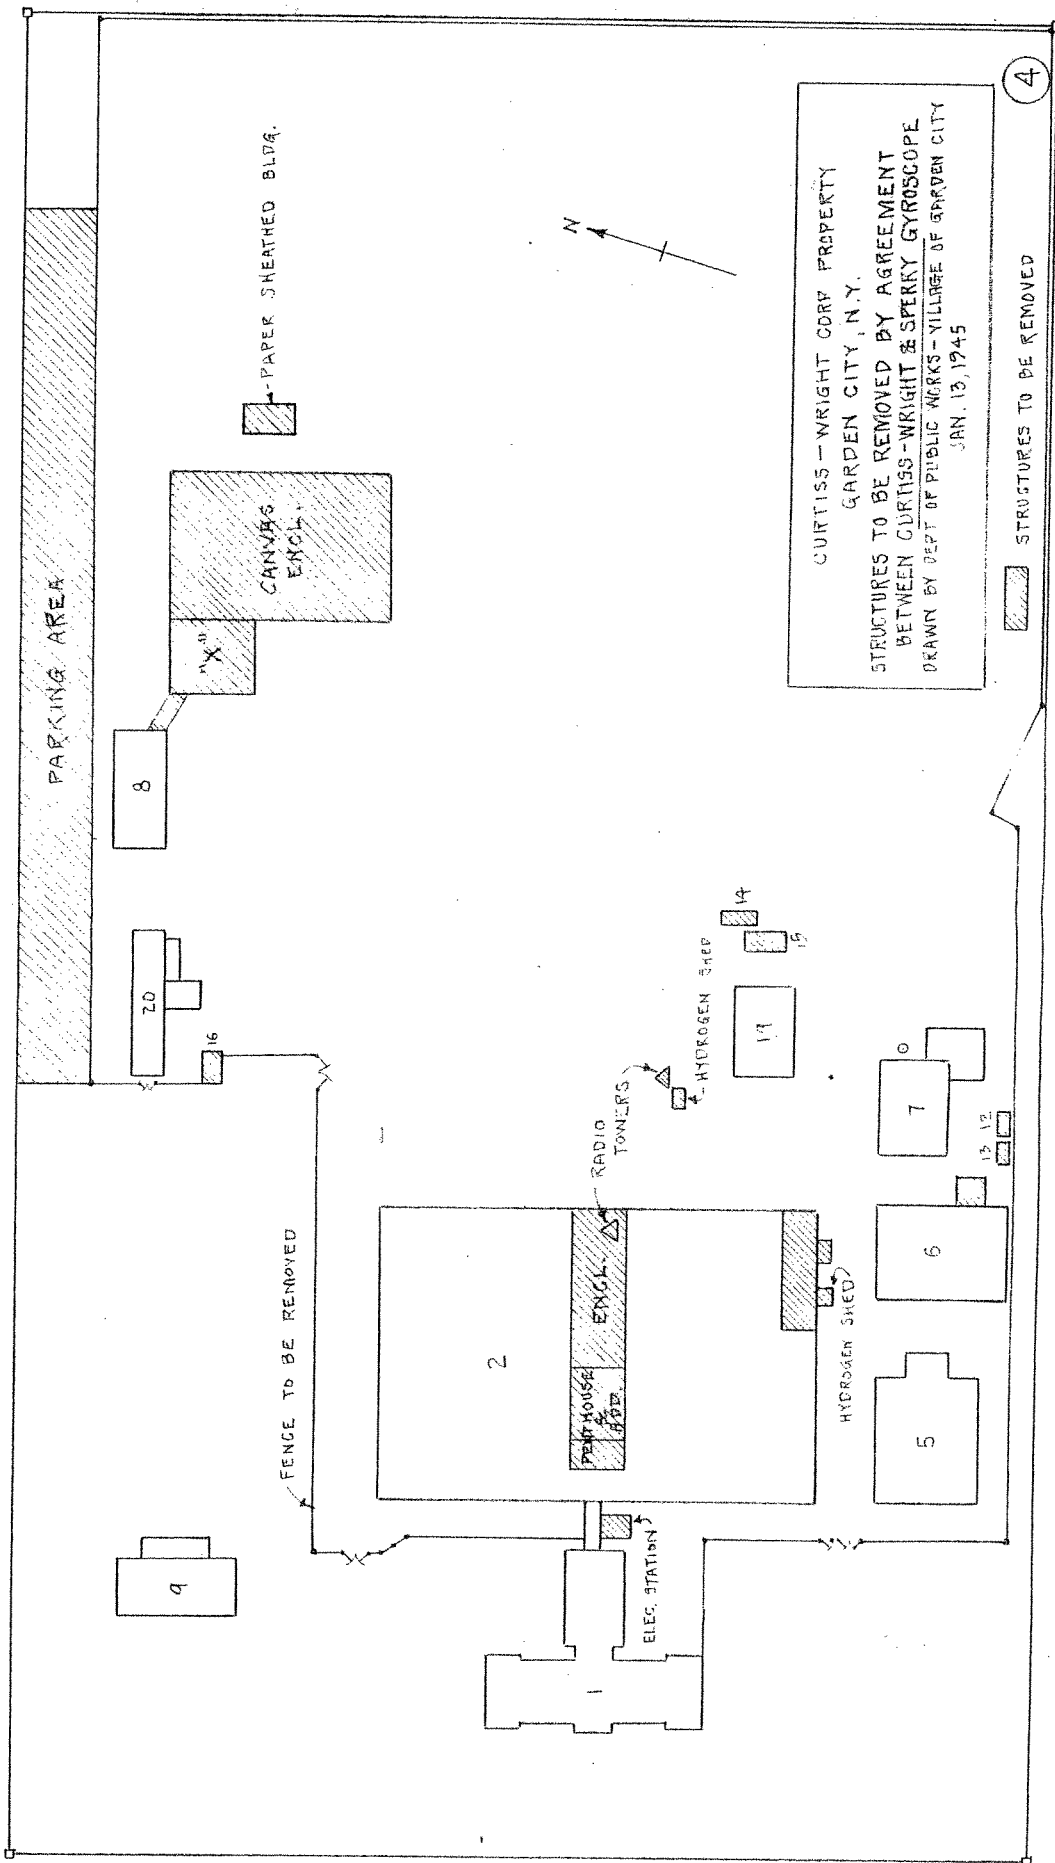 4
CURTISS-WRIGHT CORP PROPERTY
GARDEN CITY, N.Y.
STRUCTURES TO BE REMOVED BY AGREEMENT
BETWEEN CURTISS-WRIGHT & SPERRY GYROSCOPE
DRAWN BY DEPT OF PUBLIC WORKS-VILLAGE OF GARDEN CITY
JAN. 13, 1945
STRUCTURES TO BE REMOVED
N
PARKING AREA
PAPER SHEATHED BLDG.
CANVAS
ENCL.
"X"
8
20
16
FENCE TO BE REMOVED
9
2
PENTHOUSE
&
ADD.
ENCL.
RADIO
TOWERS
HYDROGEN SHED
14
15
19
7
13 12
6
HYDROGEN SHED
5
ELEC. STATION
1